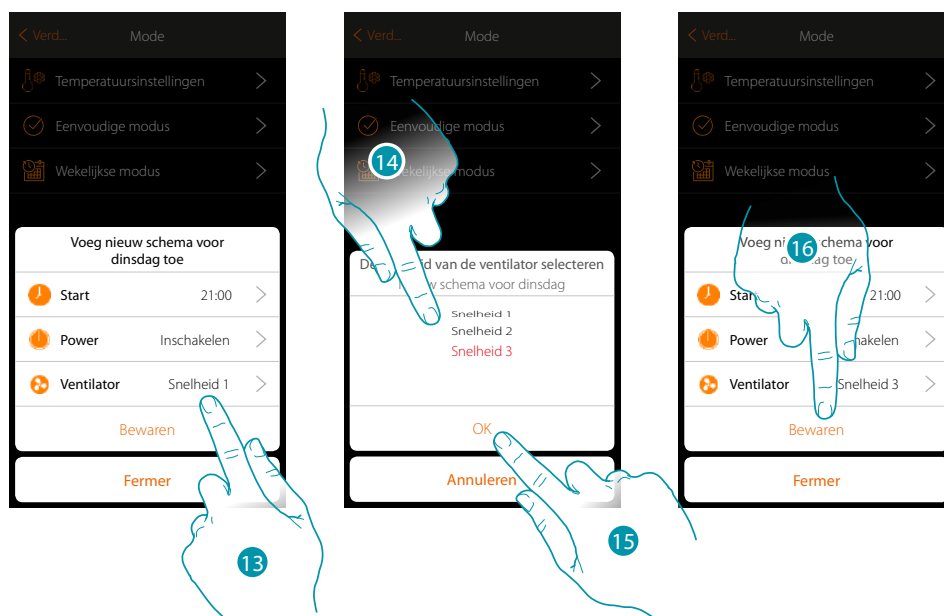 Verd... Mode
Temperatuursinstellingen
Eenvoudige modus
Wekelijkse modus
Voeg nieuw schema voor
dinsdag toe
Start 21:00
Power Inschakelen
Ventilator Snelheid 1
Bewaren
Fermer
13
Verd... Mode
Temperatuursinstellingen
Eenvoudige modus
14 ekelijkse modus
De id van de ventilator selecteren
w schema voor dinsdag
Snelheid 1
Snelheid 2
Snelheid 3
OK
Annuleren
15
Verd... Mode
Temperatuursinstellingen
Eenvoudige modus
Wekelijkse modus
16
Voeg ni chema voor
ag toe
Star 21:00
Power hakelen
Ventilator Snelheid 3
Bewaren
Fermer